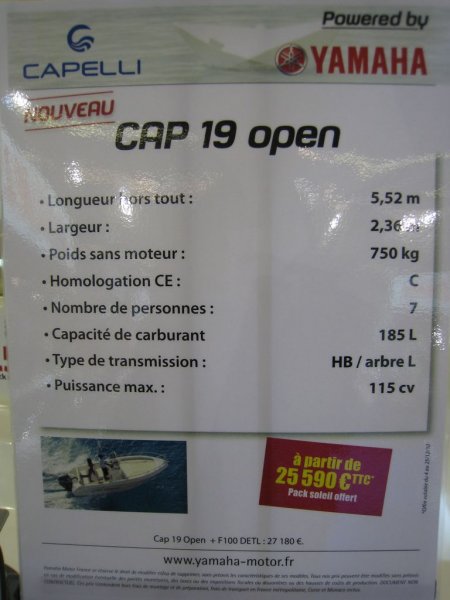 CAPELLI
Powered by
YAMAHA
NOUVEAU
CAP 19 open
• Longueur hors tout : 5,52 m
• Largeur : 2,36 m
• Poids sans moteur : 750 kg
• Homologation CE : C
• Nombre de personnes : 7
• Capacité de carburant 185 L
• Type de transmission : HB / arbre L
• Puissance max. : 115 cv
à partir de
25 590 € TTC*
Pack soleil offert
Cap 19 Open + F100 DETL : 27 180 €.
www.yamaha-motor.fr